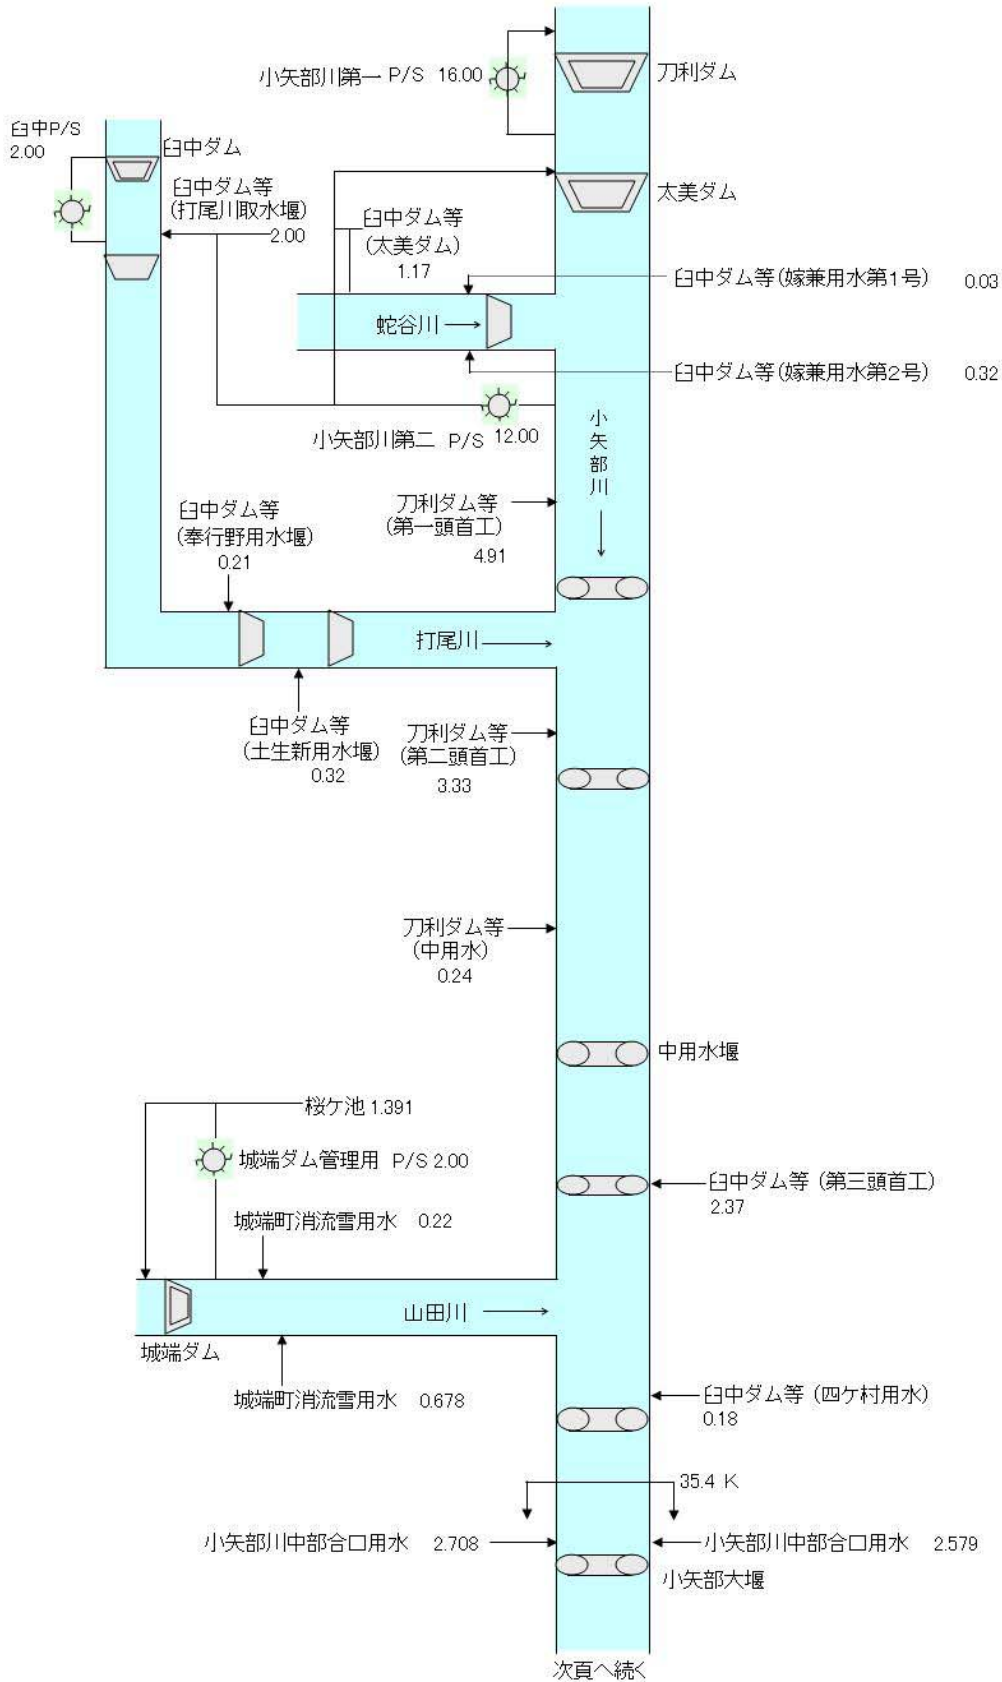 小矢部川第一 P/S 16.00
刀利ダム
臼中P/S
2.00
臼中ダム
太美ダム
臼中ダム等
(打尾川取水堰)
2.00
臼中ダム等
(太美ダム)
1.17
臼中ダム等(嫁兼用水第1号) 0.03
蛇谷川
臼中ダム等(嫁兼用水第2号) 0.32
小矢部川第二 P/S 12.00
小矢部川
刀利ダム等
(第一頭首工)
4.91
臼中ダム等
(奉行野用水堰)
0.21
打尾川
臼中ダム等
(土生新用水堰)
0.32
刀利ダム等
(第二頭首工)
3.33
刀利ダム等
(中用水)
0.24
中用水堰
桜ケ池 1.391
城端ダム管理用 P/S 2.00
臼中ダム等 (第三頭首工)
2.37
城端町消流雪用水 0.22
山田川
城端ダム
城端町消流雪用水 0.678
臼中ダム等 (四ケ村用水)
0.18
35.4 K
小矢部川中部合口用水 2.708
小矢部川中部合口用水 2.579
小矢部大堰
次頁へ続く